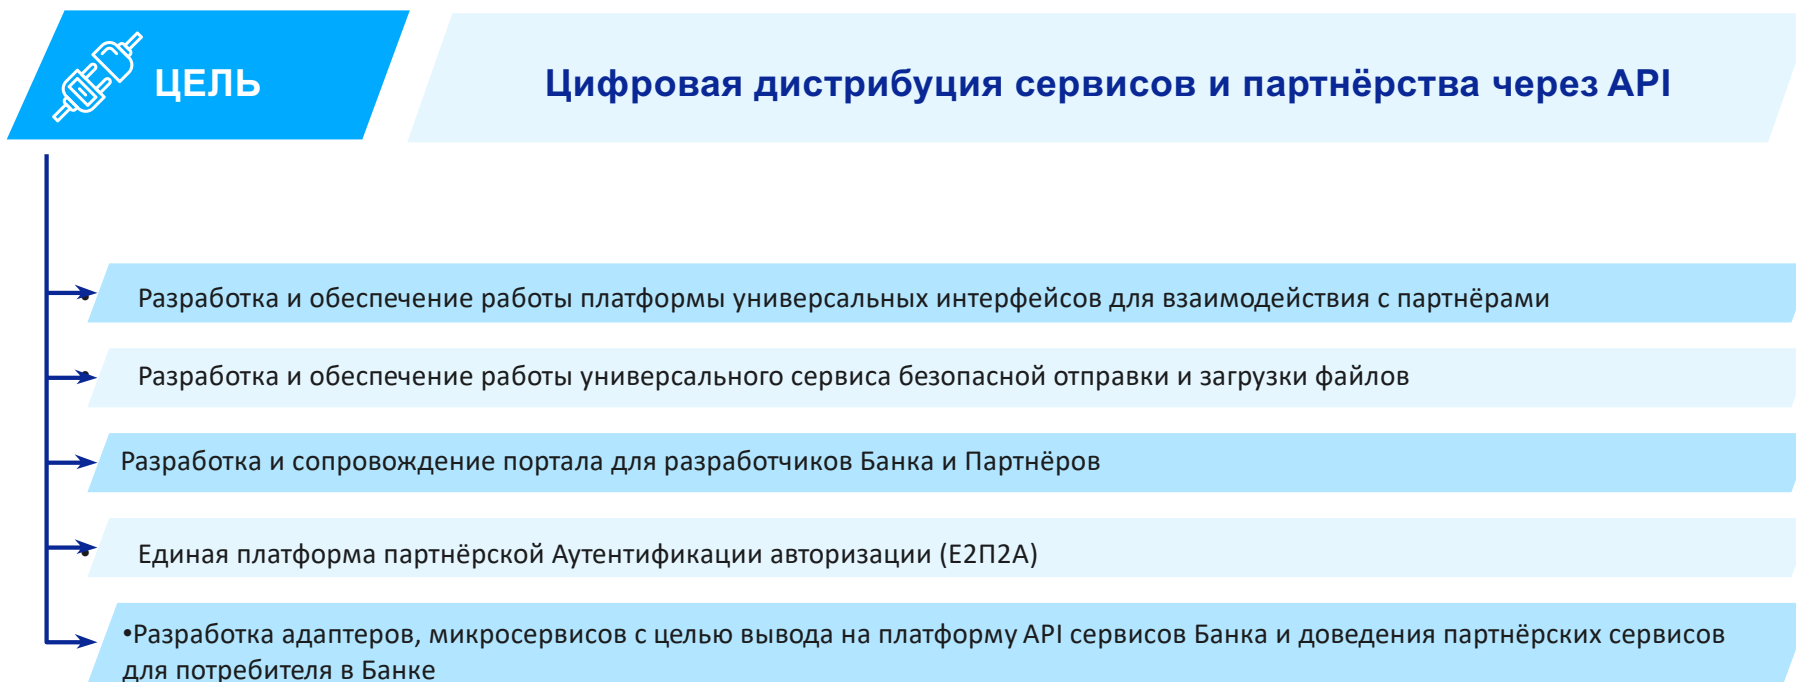 ЦЕЛЬ
Цифровая дистрибуция сервисов и партнёрства через API
• Разработка и обеспечение работы платформы универсальных интерфейсов для взаимодействия с партнёрами
• Разработка и обеспечение работы универсального сервиса безопасной отправки и загрузки файлов
Разработка и сопровождение портала для разработчиков Банка и Партнёров
• Единая платформа партнёрской Аутентификации авторизации (Е2П2А)
•Разработка адаптеров, микросервисов с целью вывода на платформу API сервисов Банка и доведения партнёрских сервисов
для потребителя в Банке